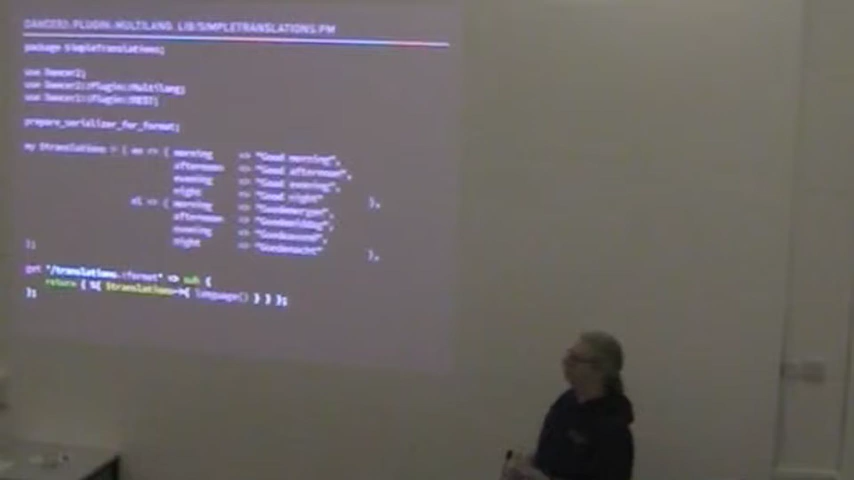 DANCER2::PLUGIN::MULTILANG LIB/SIMPLETRANSLATIONS.PM
package SimpleTranslations;
use Dancer2;
use Dancer2::Plugin::Multilang;
use Dancer2::Plugin::REST;
prepare_serializer_for_format;
my $translations = { en => { morning => "Good morning",
afternoon => "Good afternoon",
evening => "Good evening",
night => "Good night" },
nl => { morning => "Goedemorgen",
afternoon => "Goedemiddag",
evening => "Goedenavond",
night => "Goedenacht" },
};
get '/translations.:format' => sub {
return { %{ $translations->{ language() } } };
};